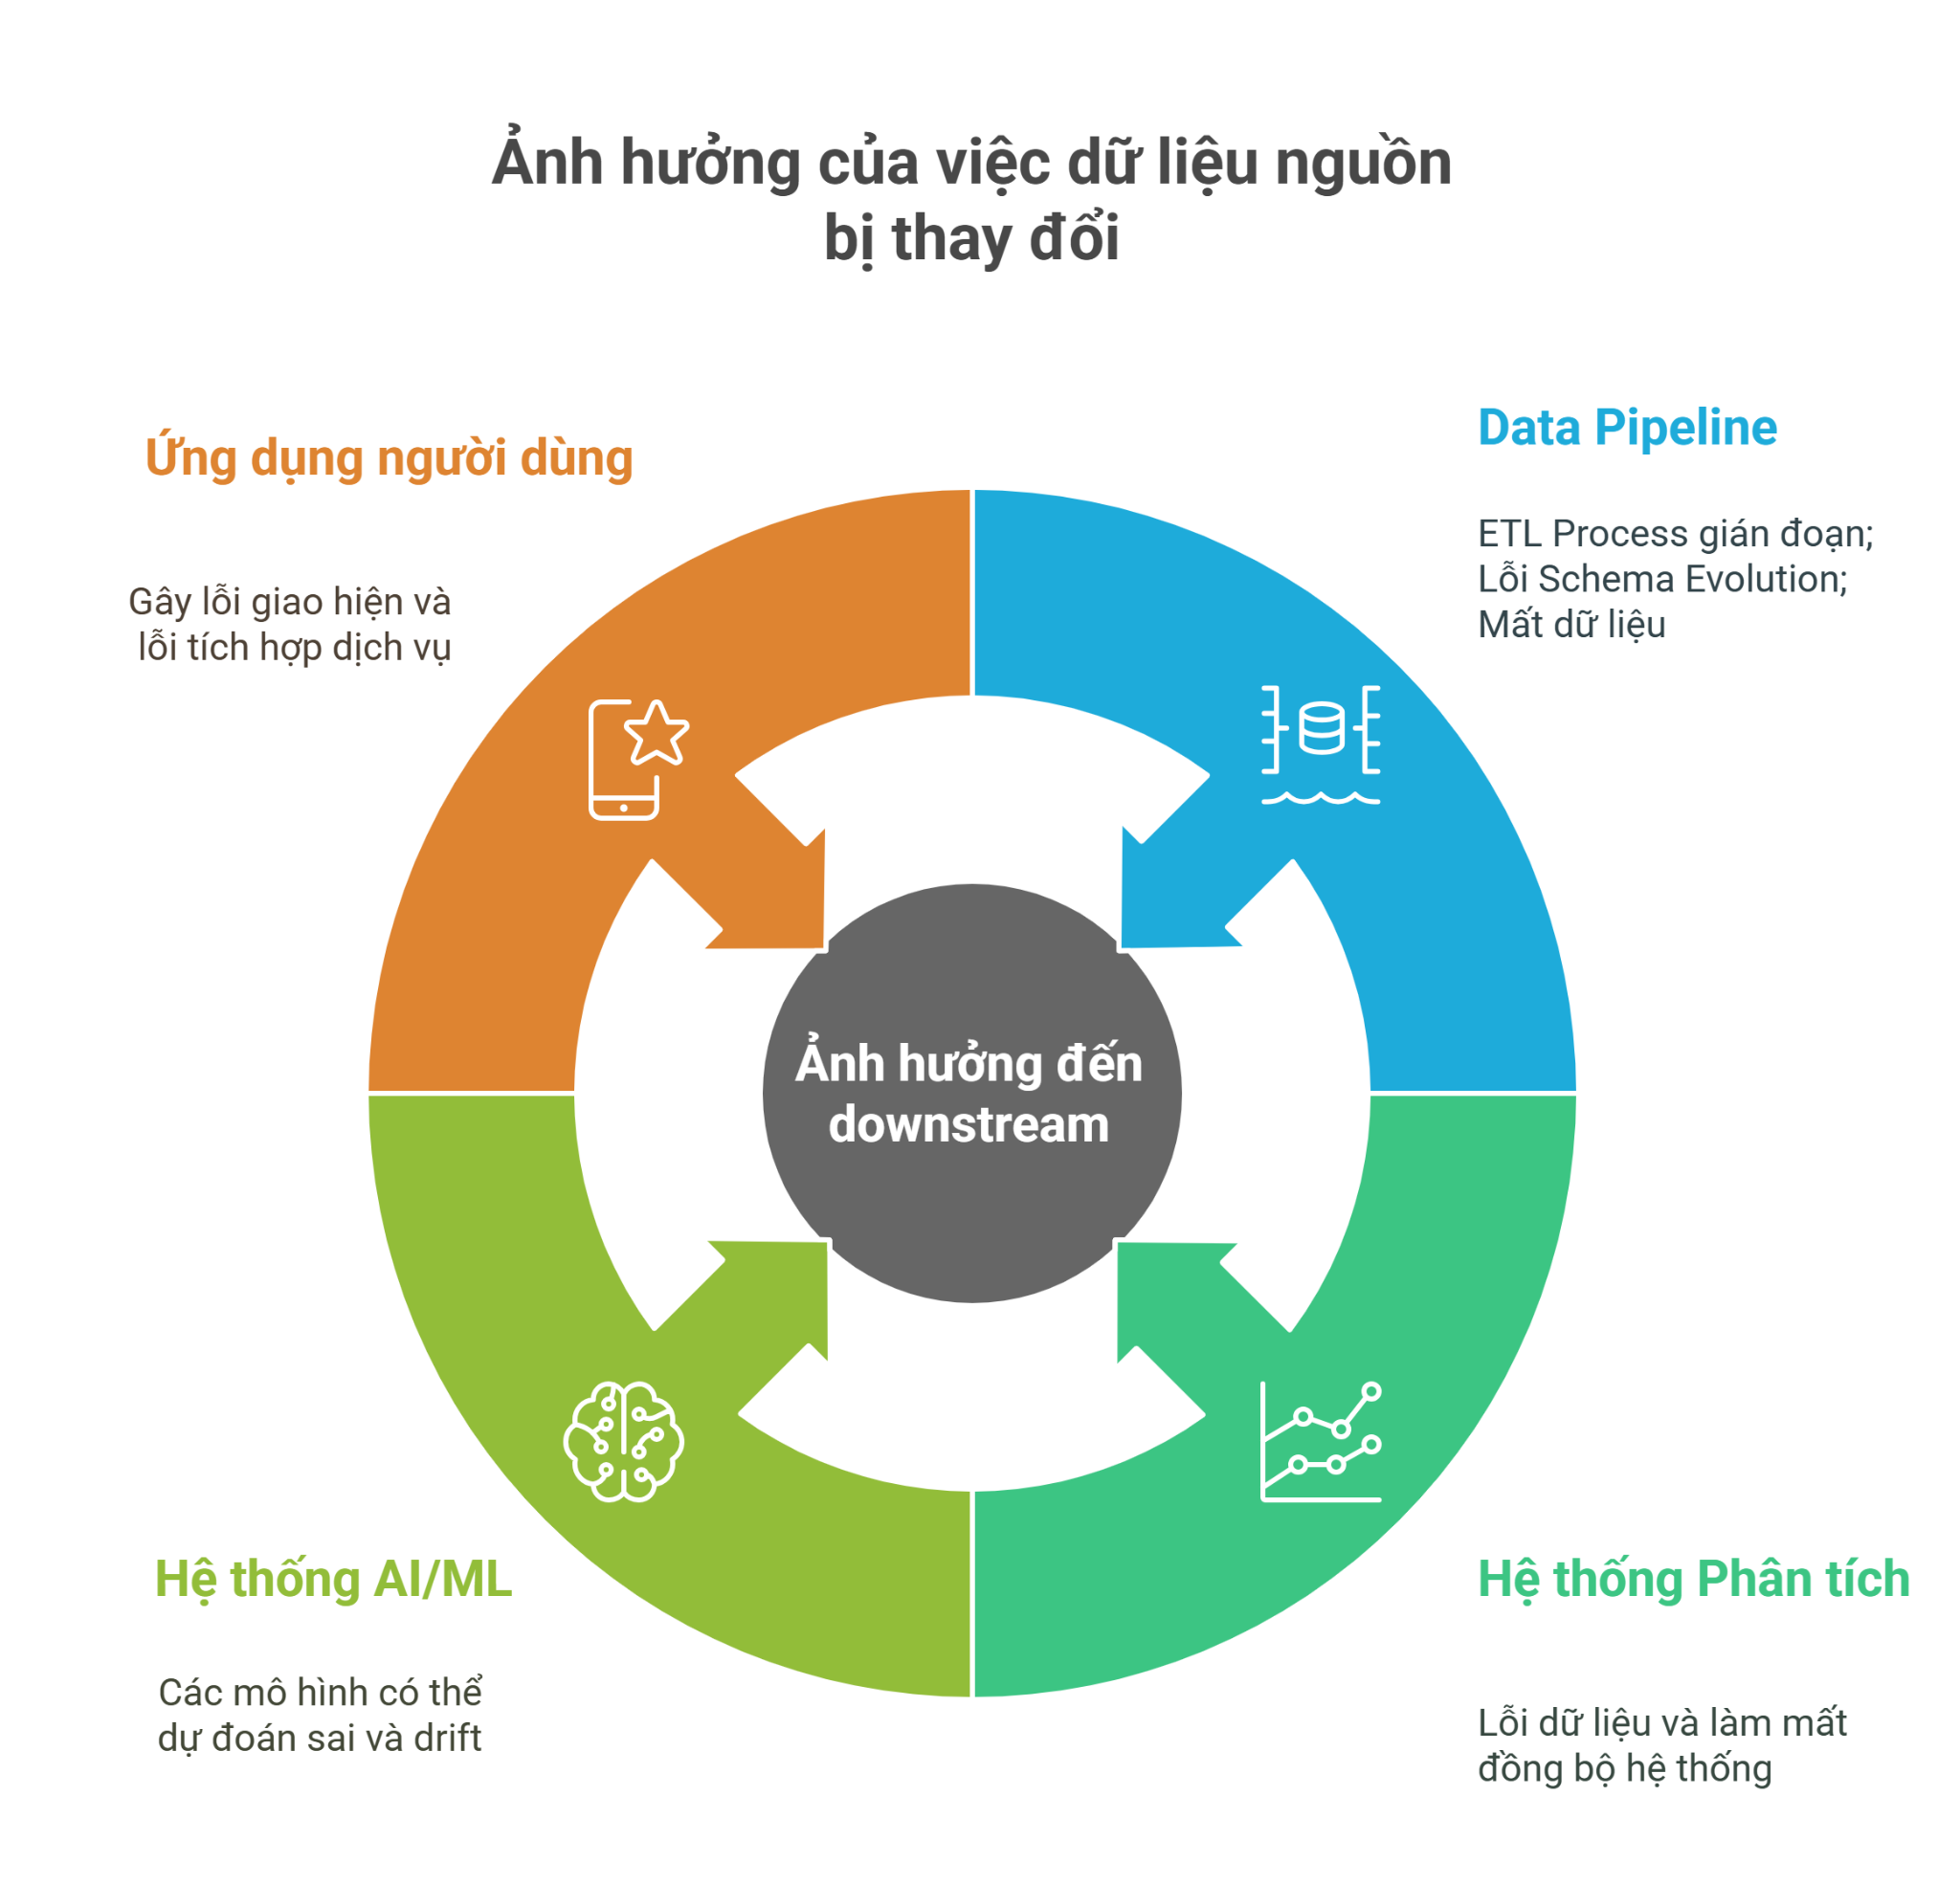 Ảnh hưởng của việc dữ liệu nguồn
bị thay đổi
Ứng dụng người dùng
Gây lỗi giao hiện và
lỗi tích hợp dịch vụ
Data Pipeline
ETL Process gián đoạn;
Lỗi Schema Evolution;
Mất dữ liệu
Ảnh hưởng đến
downstream
Hệ thống AI/ML
Các mô hình có thể
dự đoán sai và drift
Hệ thống Phân tích
Lỗi dữ liệu và làm mất
đồng bộ hệ thống